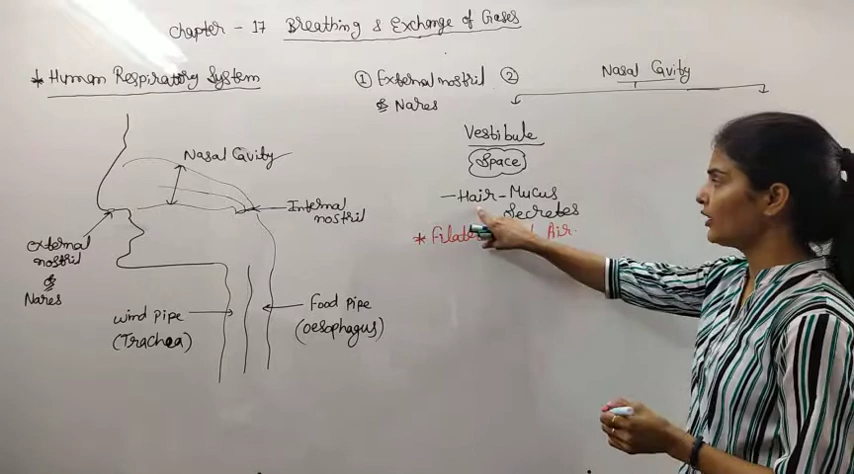 Chapter - 17 Breathing & Exchange of Gases
* Human Respiratory System
① External nostril
& Nares
② Nasal Cavity
Vestibule
Space
- Hair - Mucus
Secretes
* Air.
Nasal Cavity
Internal
nostril
External
nostril
&
Nares
Wind Pipe
(Trachea)
Food Pipe
(Oesophagus)